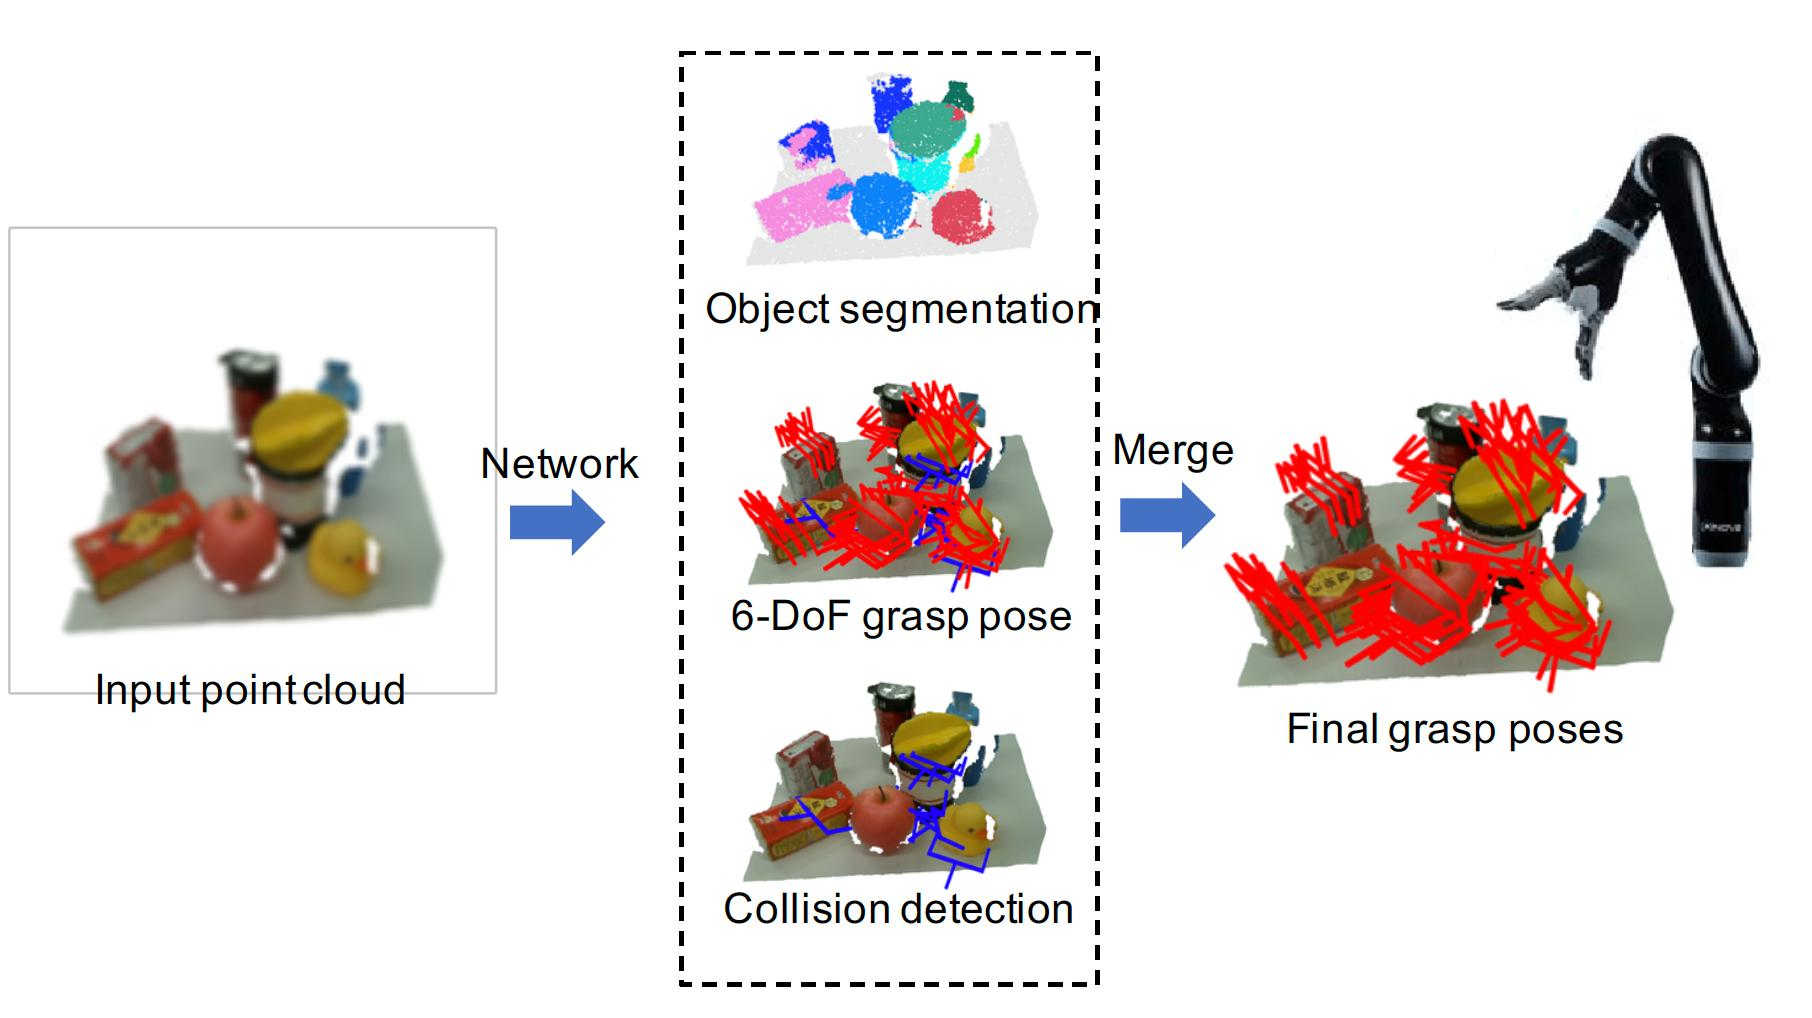 Input point cloud
Network
Object segmentation
6-DoF grasp pose
Collision detection
Merge
Final grasp poses